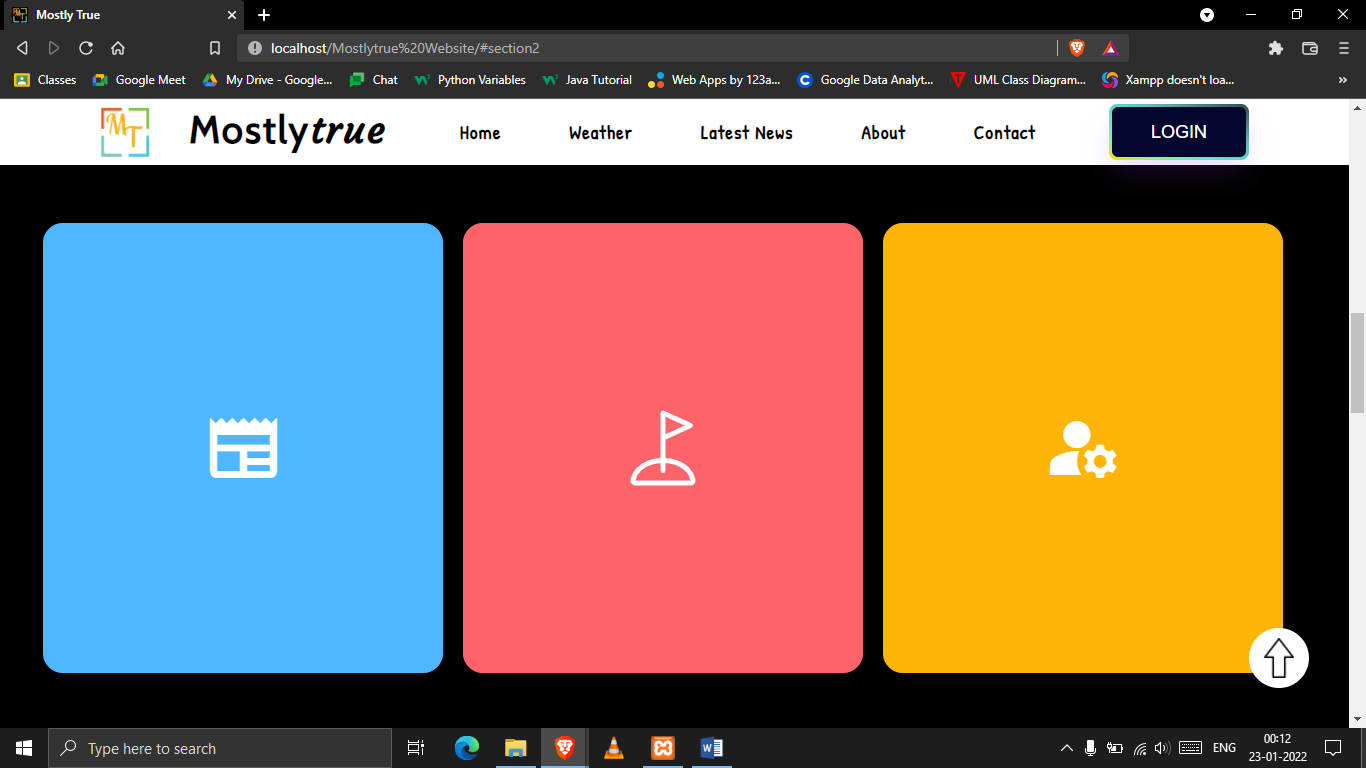 Mostly True
localhost/Mostlytrue%20Website/#section2
Classes Google Meet My Drive - Google... Chat Python Variables Java Tutorial Web Apps by 123a... Google Data Analyt... UML Class Diagram... Xampp doesn't loa... »
MT Mostlytrue Home Weather Latest News About Contact LOGIN
Type here to search
W
ENG
00:12
23-01-2022